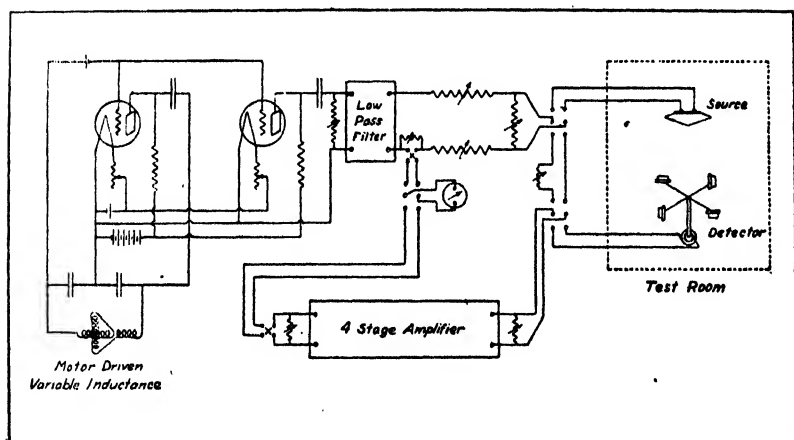 Low
Pass
Filter
Source
Detector
Test Room
4 Stage Amplifier
Motor Driven
Variable Inductance